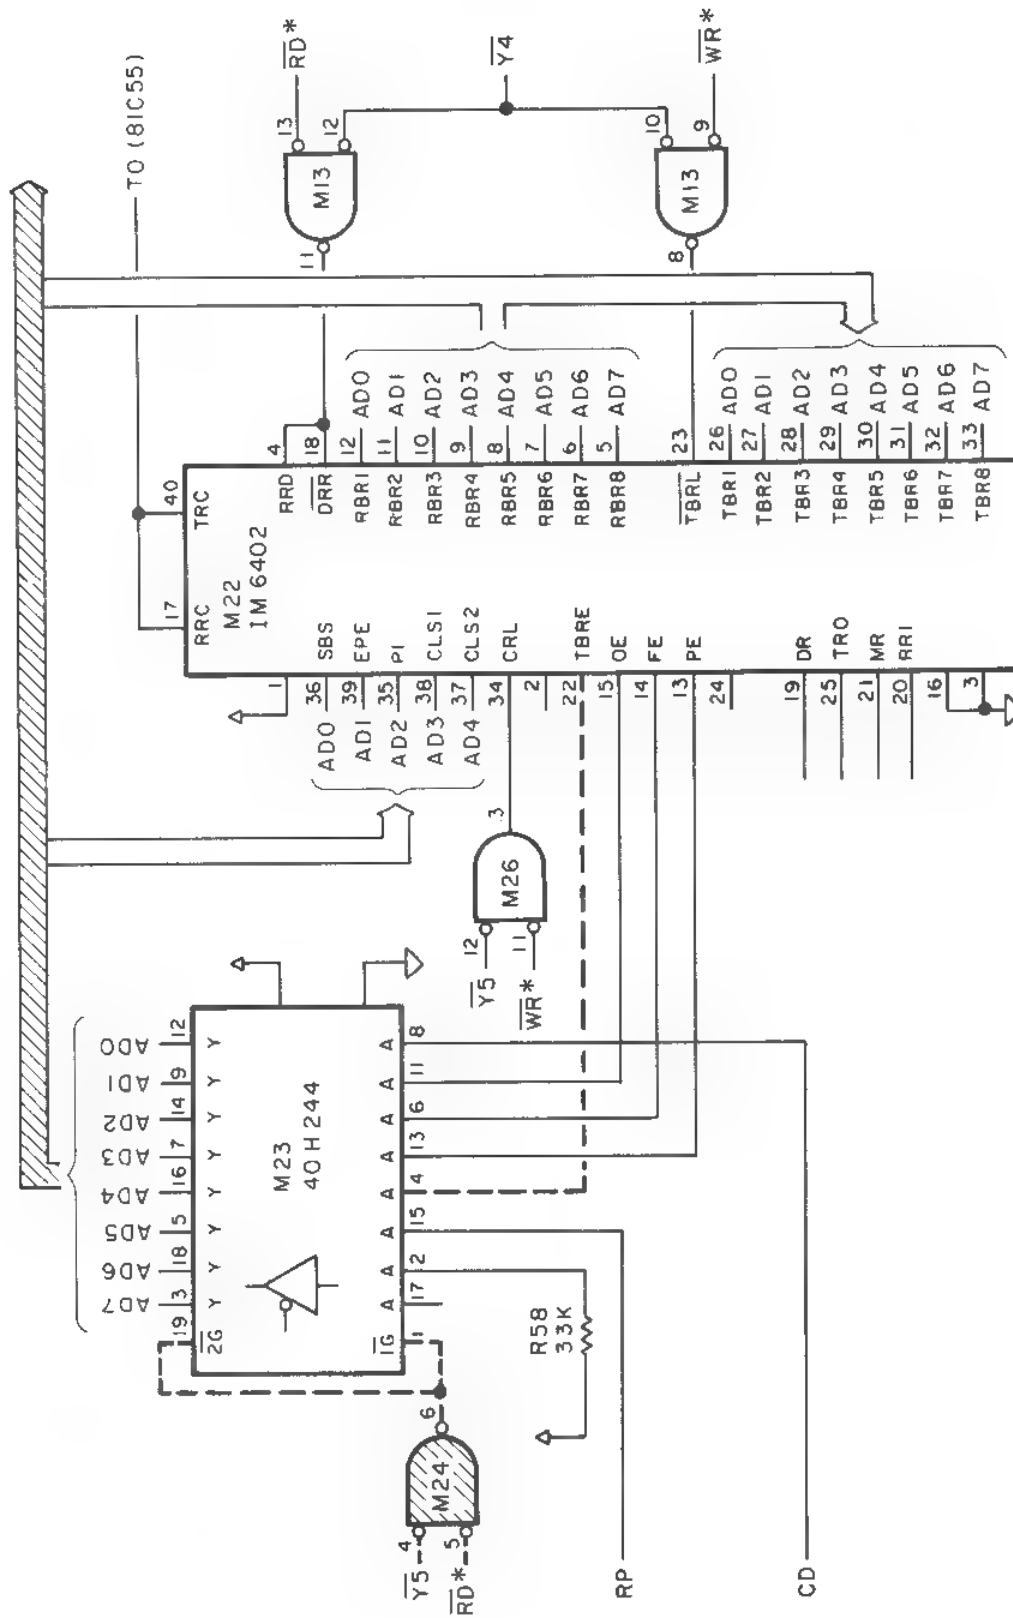 TO (81C55)
RD*
Y4
WR*
13
12
10
9
M13
M13
11
8
40
17
TRC
RRC
M22
IM 6402
4
RRD
18
DRR
12
RBR1
AD0
11
RBR2
AD1
10
RBR3
AD2
9
RBR4
AD3
8
RBR5
AD4
7
RBR6
AD5
6
RBR7
AD6
5
RBR8
AD7
23
TBRL
26
TBR1
AD0
27
TBR2
AD1
28
TBR3
AD2
29
TBR4
AD3
30
TBR5
AD4
31
TBR6
AD5
32
TBR7
AD6
33
TBR8
AD7
1
36
SBS
AD0
39
EPE
AD1
35
PI
AD2
38
CLS1
AD3
37
CLS2
AD4
34
CRL
2
22
TBRE
15
OE
14
FE
13
PE
24
19
DR
25
TRO
21
MR
20
RRI
16
3
3
M26
12
11
Y5
WR*
AD7 AD6 AD5 AD4 AD3 AD2 AD1 AD0
19 3 18 5 16 7 14 9 12
2G Y Y Y Y Y Y Y Y
M23
40H244
1G A A A A A A A A
1 17 2 15 4 13 6 11 8
6
M24
4
5
Y5
RD*
R58
33K
RP
CD